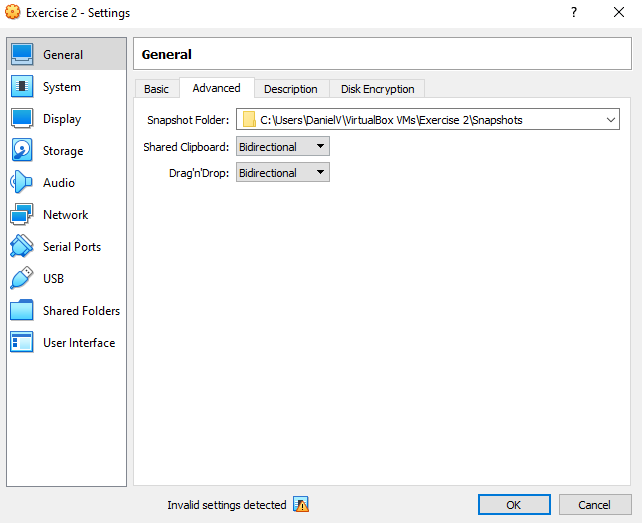 Exercise 2 - Settings
?
General
System
Display
Storage
Audio
Network
Serial Ports
USB
Shared Folders
User Interface
General
Basic
Advanced
Description
Disk Encryption
Snapshot Folder: C:\Users\DanielV\VirtualBox VMs\Exercise 2\Snapshots
Shared Clipboard: Bidirectional
Drag'n'Drop: Bidirectional
Invalid settings detected
OK
Cancel